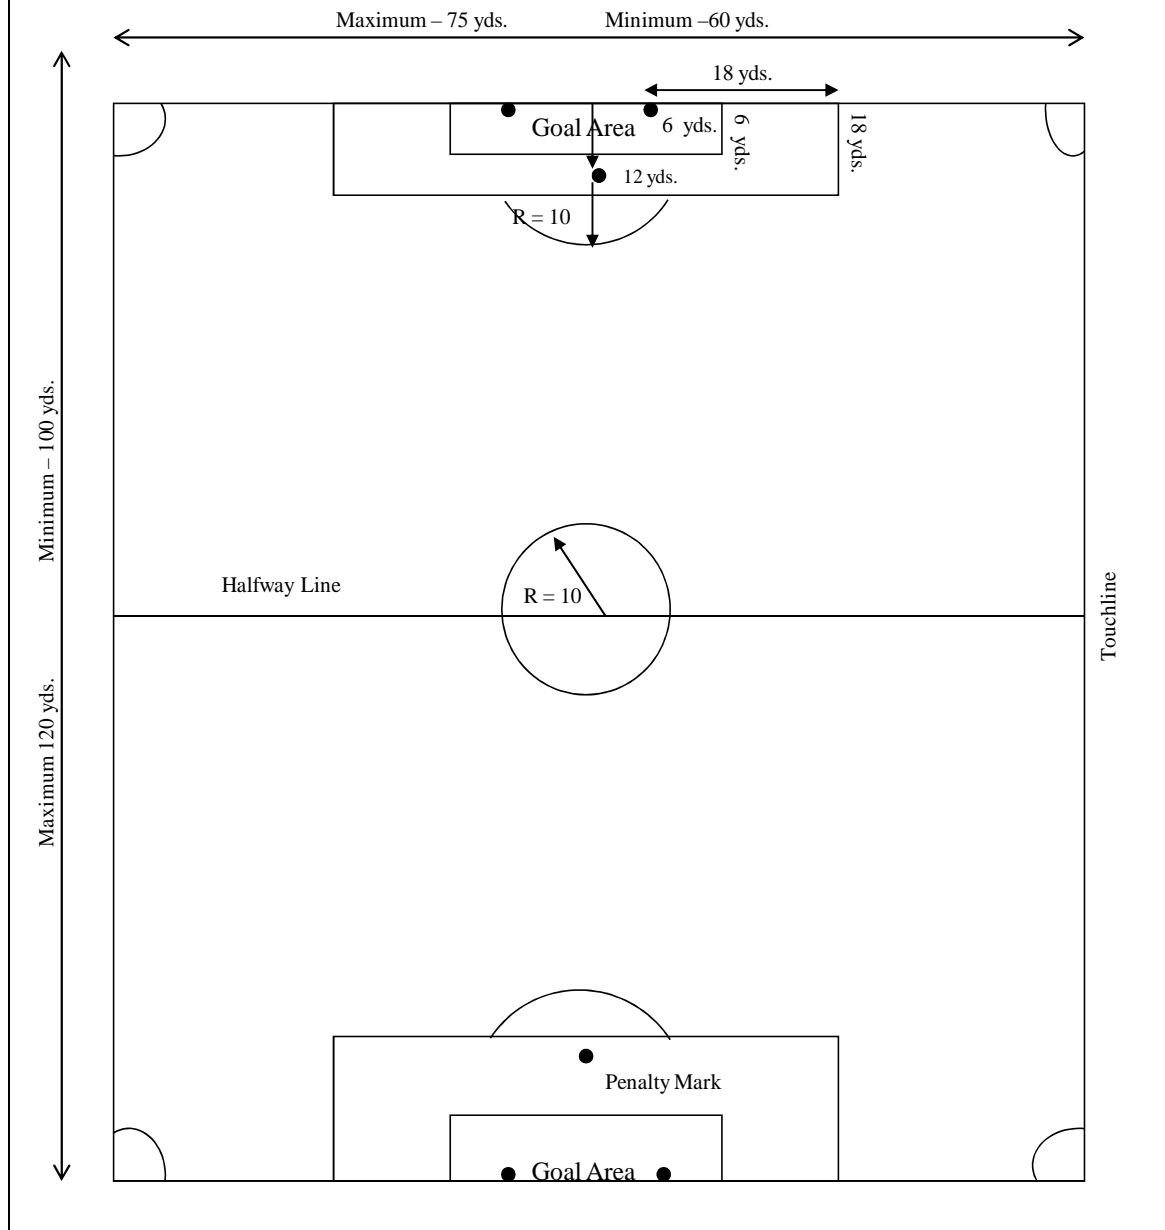 Maximum – 75 yds.
Minimum –60 yds.
18 yds.
Goal Area
6 yds.
6 yds.
18 yds.
12 yds.
R = 10
Minimum – 100 yds.
Halfway Line
R = 10
Touchline
Maximum 120 yds.
Penalty Mark
Goal Area